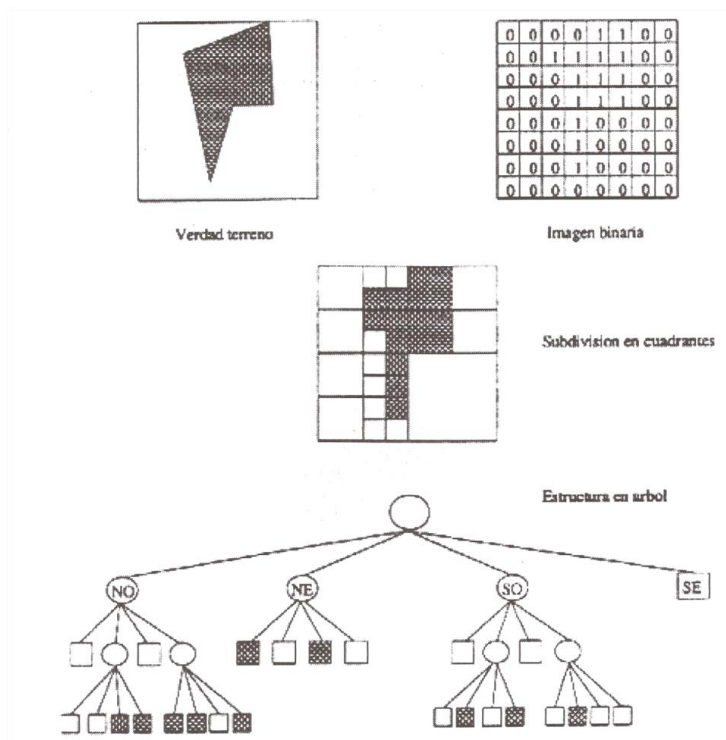 0 0 0 0 1 1 0 0
0 0 1 1 1 1 0 0
0 0 0 1 1 1 0 0
0 0 0 1 1 1 0 0
0 0 0 1 0 0 0 0
0 0 0 1 0 0 0 0
0 0 0 1 0 0 0 0
0 0 0 0 0 0 0 0
Verdad terreno
Imagen binaria
Subdivision en cuadrantes
Estructura en arbol
NO
NE
SO
SE